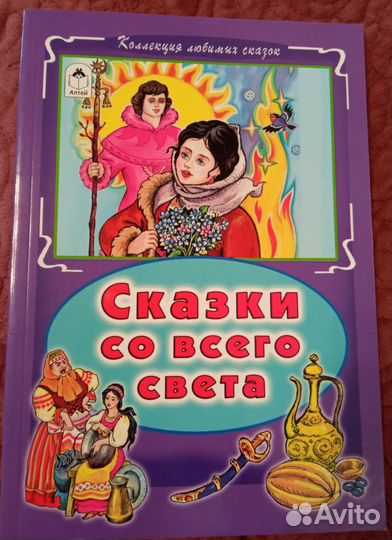 Коллекция любимых сказок
Алтей
Сказки
со всего
света
Avito